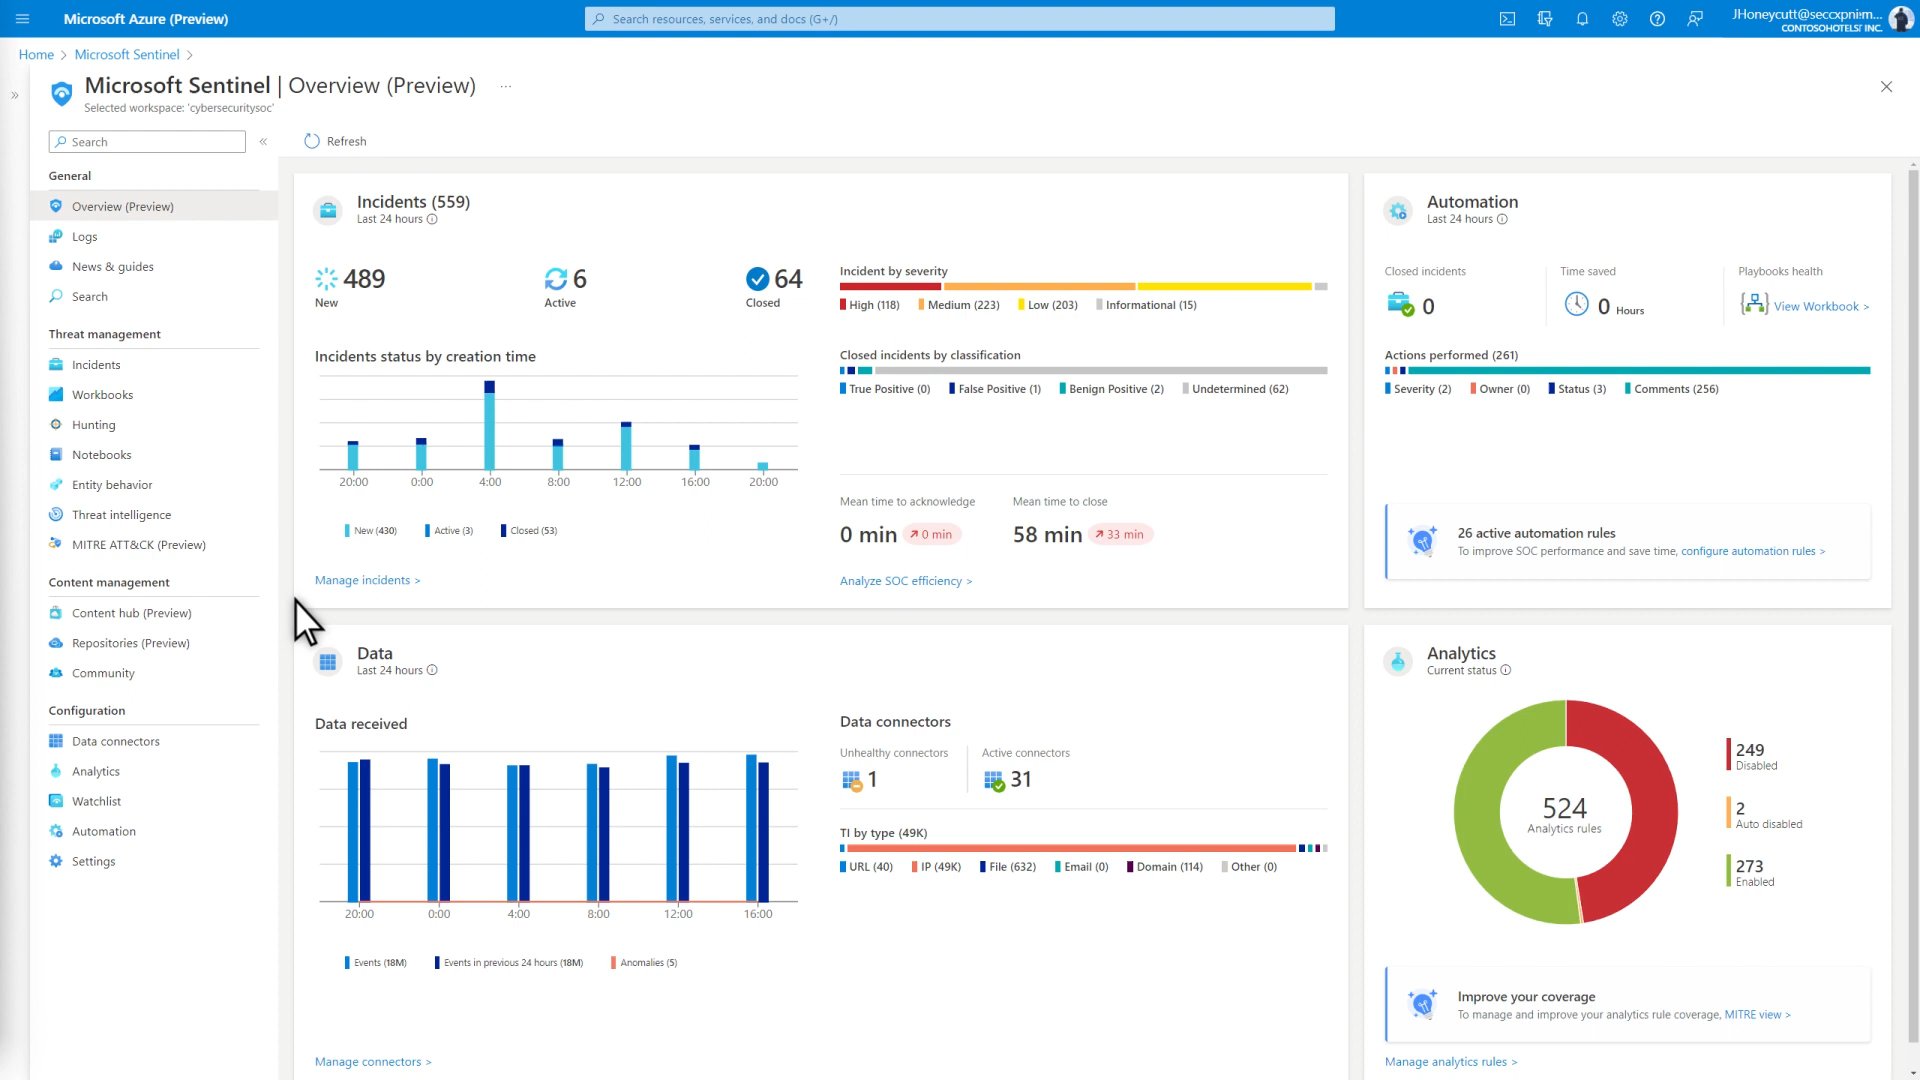 Microsoft Azure (Preview)
Search resources, services, and docs (G+/)
CONTOSOHOTELS' INC.
Home > Microsoft Sentinel >
Microsoft Sentinel | Overview (Preview) ...
Selected workspace: 'cybersecuritysoc'
Search
Refresh
General
Overview (Preview)
Logs
News & guides
Search
Threat management
Incidents
Workbooks
Hunting
Notebooks
Entity behavior
Threat intelligence
MITRE ATT&CK (Preview)
Content management
Content hub (Preview)
Repositories (Preview)
Community
Configuration
Data connectors
Analytics
Watchlist
Automation
Settings
Incidents (559)
Last 24 hours
489
New
6
Active
64
Closed
Incidents status by creation time
20:00 0:00 4:00 8:00 12:00 16:00 20:00
New (430) Active (3) Closed (53)
Manage incidents >
Incident by severity
High (118) Medium (223) Low (203) Informational (15)
Closed incidents by classification
True Positive (0) False Positive (1) Benign Positive (2) Undetermined (62)
Mean time to acknowledge
0 min 0 min
Mean time to close
58 min 33 min
Analyze SOC efficiency >
Automation
Last 24 hours
Closed incidents
0
Time saved
0 Hours
Playbooks health
View Workbook >
Actions performed (261)
Severity (2) Owner (0) Status (3) Comments (256)
26 active automation rules
To improve SOC performance and save time, configure automation rules >
Data
Last 24 hours
Data received
20:00 0:00 4:00 8:00 12:00 16:00
Events (18M) Events in previous 24 hours (18M) Anomalies (5)
Manage connectors >
Data connectors
Unhealthy connectors
1
Active connectors
31
TI by type (49K)
URL (40) IP (49K) File (632) Email (0) Domain (114) Other (0)
Analytics
Current status
524
Analytics rules
249
Disabled
2
Auto disabled
273
Enabled
Improve your coverage
To manage and improve your analytics rule coverage, MITRE view >
Manage analytics rules >